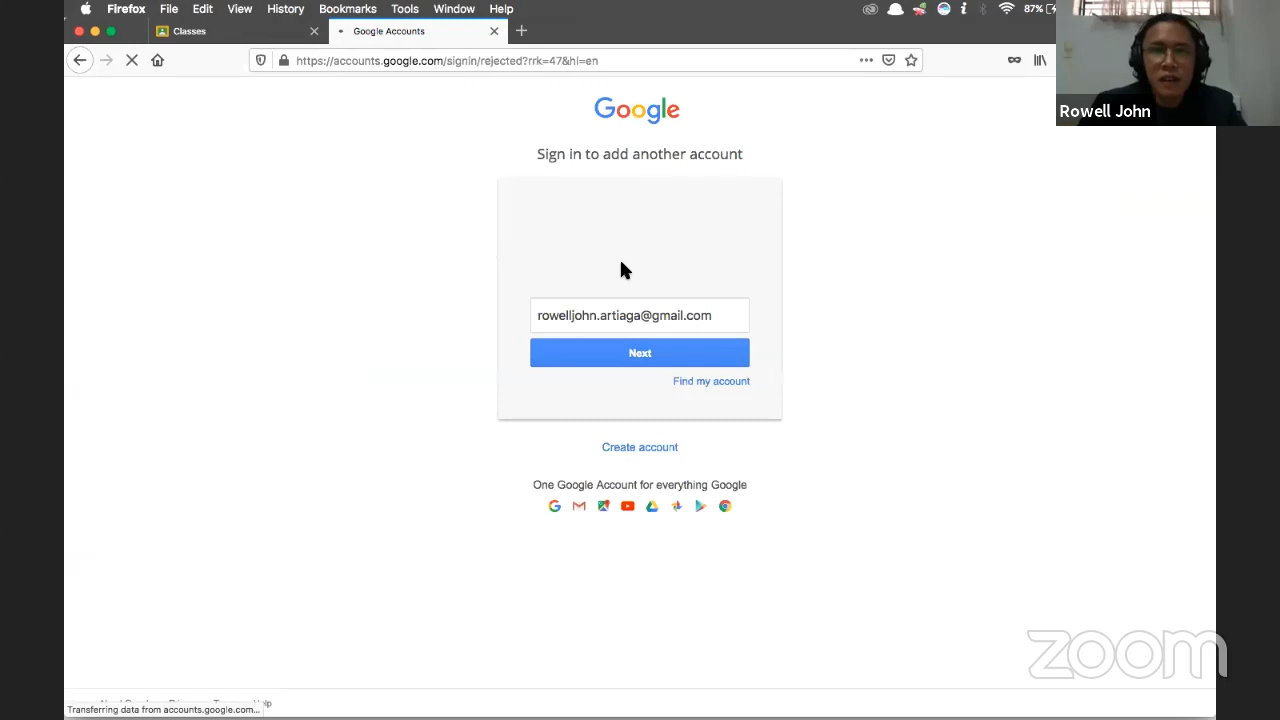 Firefox File Edit View History Bookmarks Tools Window Help 87%
Classes
Google Accounts
https://accounts.google.com/signin/rejected?rrk=47&hl=en
Rowell John
Google
Sign in to add another account
rowelljohn.artiaga@gmail.com
Next
Find my account
Create account
One Google Account for everything Google
zoom
Transferring data from accounts.google.com...